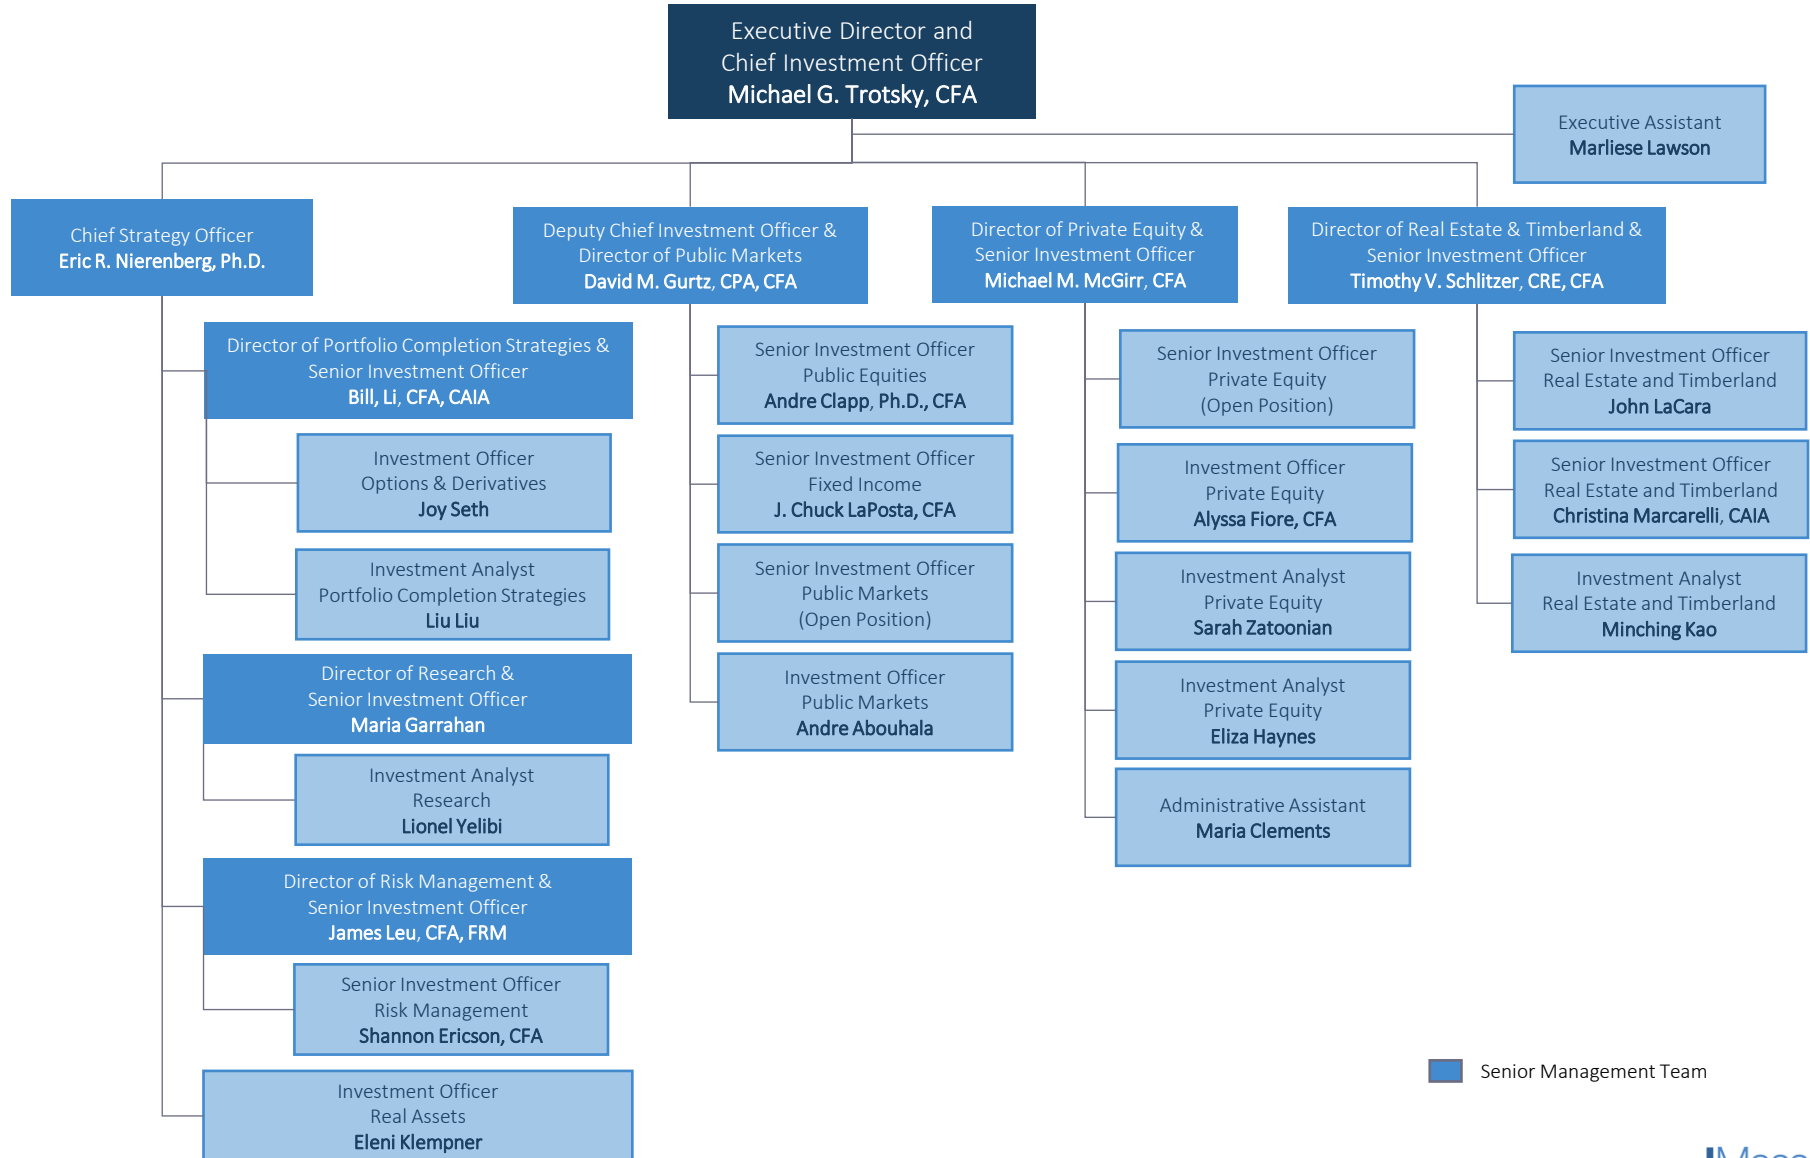 Executive Director and
Chief Investment Officer
Michael G. Trotsky, CFA
Executive Assistant
Marliese Lawson
Chief Strategy Officer
Eric R. Nierenberg, Ph.D.
Deputy Chief Investment Officer &
Director of Public Markets
David M. Gurtz, CPA, CFA
Director of Private Equity &
Senior Investment Officer
Michael M. McGirr, CFA
Director of Real Estate & Timberland &
Senior Investment Officer
Timothy V. Schlitzer, CRE, CFA
Director of Portfolio Completion Strategies &
Senior Investment Officer
Bill, Li, CFA, CAIA
Investment Officer
Options & Derivatives
Joy Seth
Investment Analyst
Portfolio Completion Strategies
Liu Liu
Director of Research &
Senior Investment Officer
Maria Garrahan
Investment Analyst
Research
Lionel Yelibi
Director of Risk Management &
Senior Investment Officer
James Leu, CFA, FRM
Senior Investment Officer
Risk Management
Shannon Ericson, CFA
Investment Officer
Real Assets
Eleni Klempner
Senior Investment Officer
Public Equities
Andre Clapp, Ph.D., CFA
Senior Investment Officer
Fixed Income
J. Chuck LaPosta, CFA
Senior Investment Officer
Public Markets
(Open Position)
Investment Officer
Public Markets
Andre Abouhala
Senior Investment Officer
Private Equity
(Open Position)
Investment Officer
Private Equity
Alyssa Fiore, CFA
Investment Analyst
Private Equity
Sarah Zatoonian
Investment Analyst
Private Equity
Eliza Haynes
Administrative Assistant
Maria Clements
Senior Investment Officer
Real Estate and Timberland
John LaCara
Senior Investment Officer
Real Estate and Timberland
Christina Marcarelli, CAIA
Investment Analyst
Real Estate and Timberland
Minching Kao
Senior Management Team